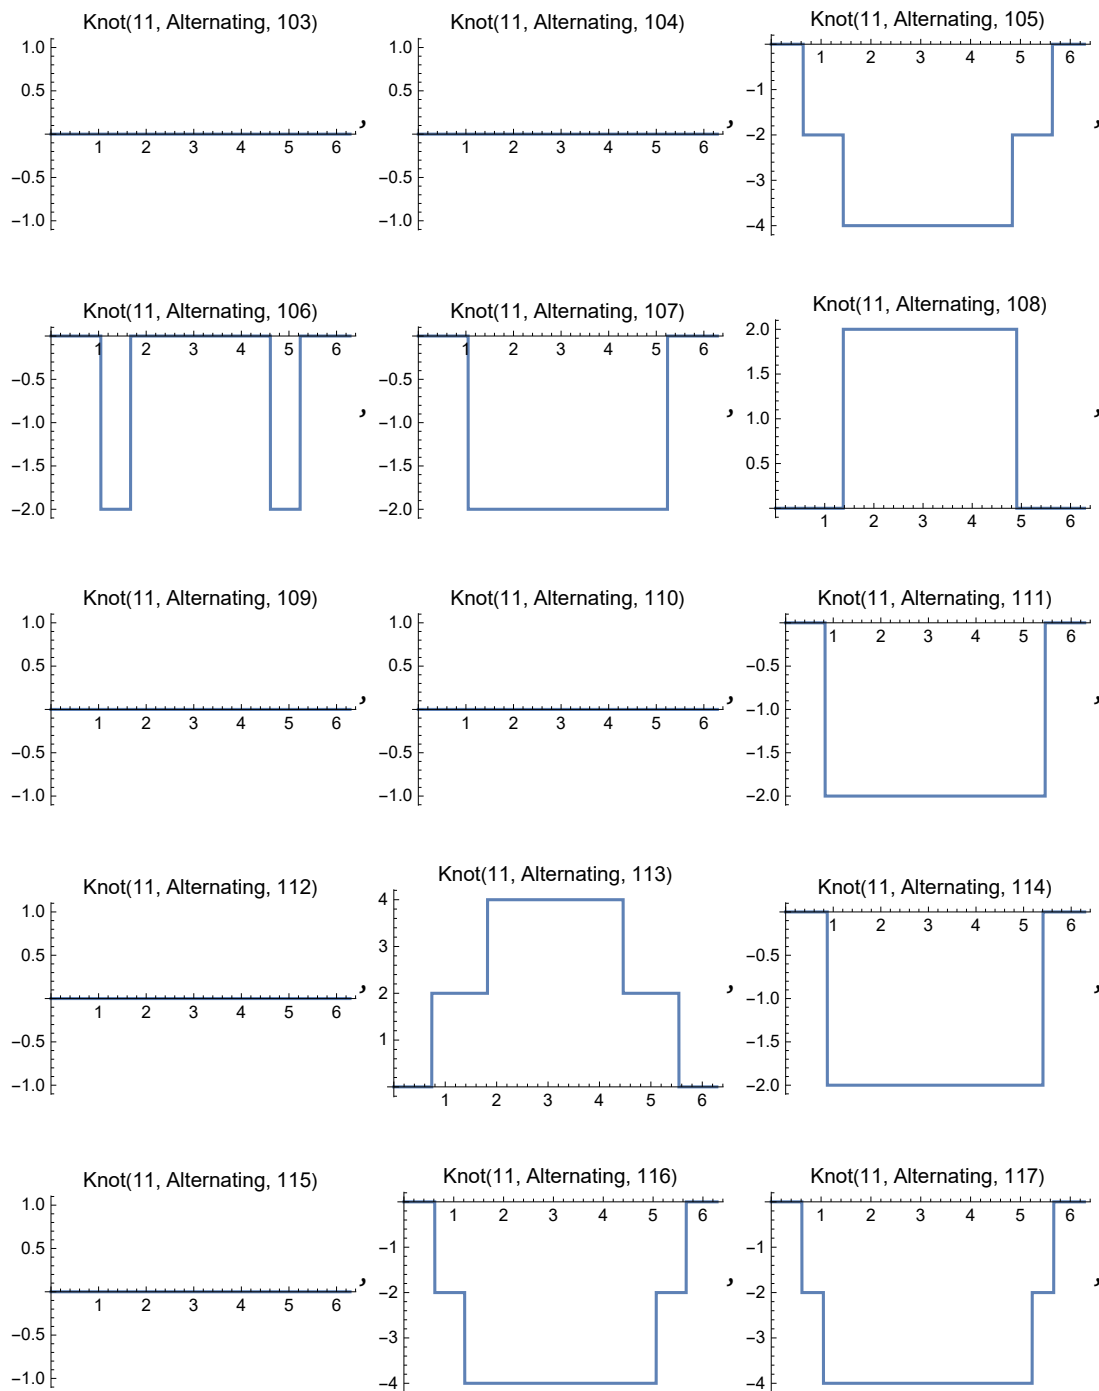 Knot(11, Alternating, 103)
1.0
0.5
1 2 3 4 5 6
−0.5
−1.0
,
Knot(11, Alternating, 104)
1.0
0.5
1 2 3 4 5 6
−0.5
−1.0
,
Knot(11, Alternating, 105)
1 2 3 4 5 6
−1
−2
−3
−4
,
Knot(11, Alternating, 106)
1 2 3 4 5 6
−0.5
−1.0
−1.5
−2.0
,
Knot(11, Alternating, 107)
1 2 3 4 5 6
−0.5
−1.0
−1.5
−2.0
,
Knot(11, Alternating, 108)
2.0
1.5
1.0
0.5
1 2 3 4 5 6
,
Knot(11, Alternating, 109)
1.0
0.5
1 2 3 4 5 6
−0.5
−1.0
,
Knot(11, Alternating, 110)
1.0
0.5
1 2 3 4 5 6
−0.5
−1.0
,
Knot(11, Alternating, 111)
1 2 3 4 5 6
−0.5
−1.0
−1.5
−2.0
,
Knot(11, Alternating, 112)
1.0
0.5
1 2 3 4 5 6
−0.5
−1.0
,
Knot(11, Alternating, 113)
4
3
2
1
1 2 3 4 5 6
,
Knot(11, Alternating, 114)
1 2 3 4 5 6
−0.5
−1.0
−1.5
−2.0
,
Knot(11, Alternating, 115)
1.0
0.5
1 2 3 4 5 6
−0.5
−1.0
,
Knot(11, Alternating, 116)
1 2 3 4 5 6
−1
−2
−3
−4
,
Knot(11, Alternating, 117)
1 2 3 4 5 6
−1
−2
−3
−4
,